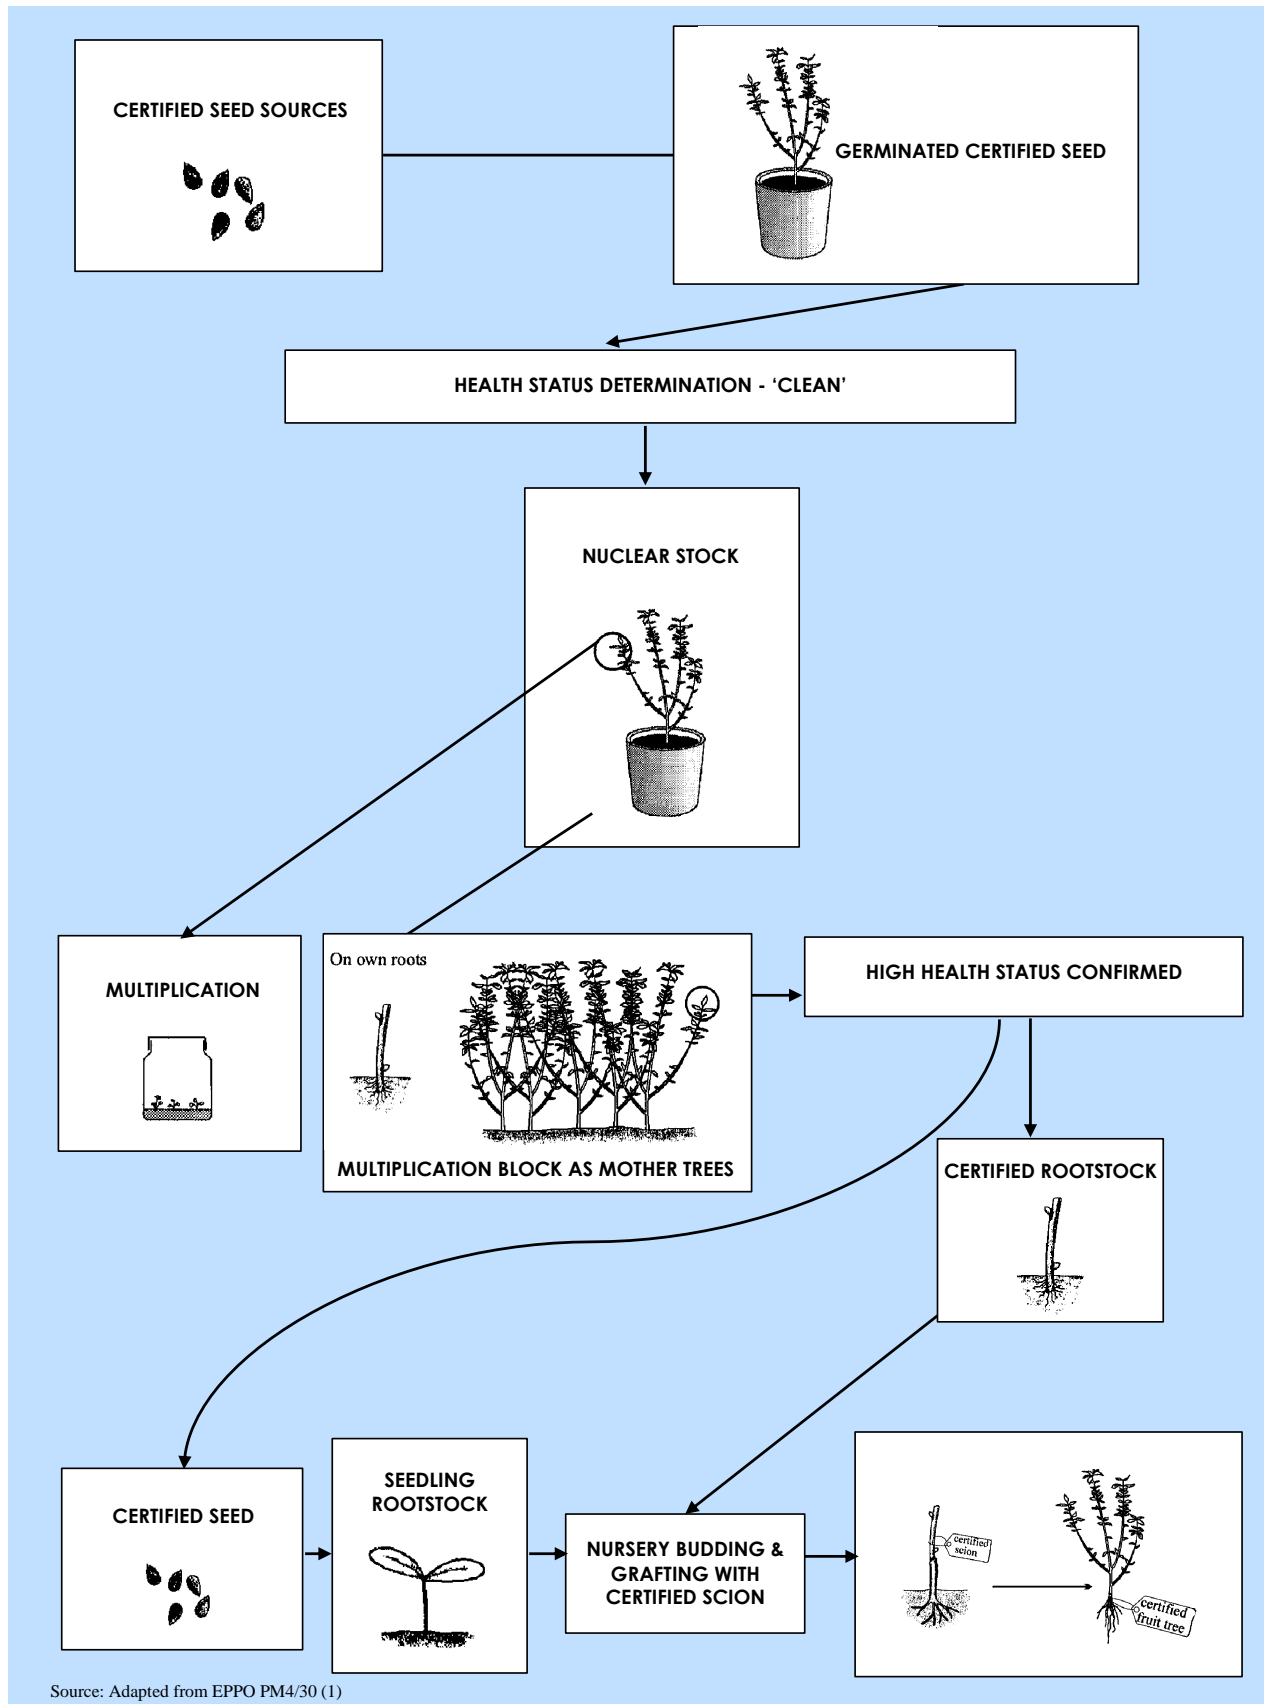 CERTIFIED SEED SOURCES
GERMINATED CERTIFIED SEED
HEALTH STATUS DETERMINATION - ‘CLEAN’
NUCLEAR STOCK
MULTIPLICATION
On own roots
MULTIPLICATION BLOCK AS MOTHER TREES
HIGH HEALTH STATUS CONFIRMED
CERTIFIED ROOTSTOCK
CERTIFIED SEED
SEEDLING
ROOTSTOCK
NURSERY BUDDING &
GRAFTING WITH
CERTIFIED SCION
certified
scion
certified
fruit tree
Source: Adapted from EPPO PM4/30 (1)